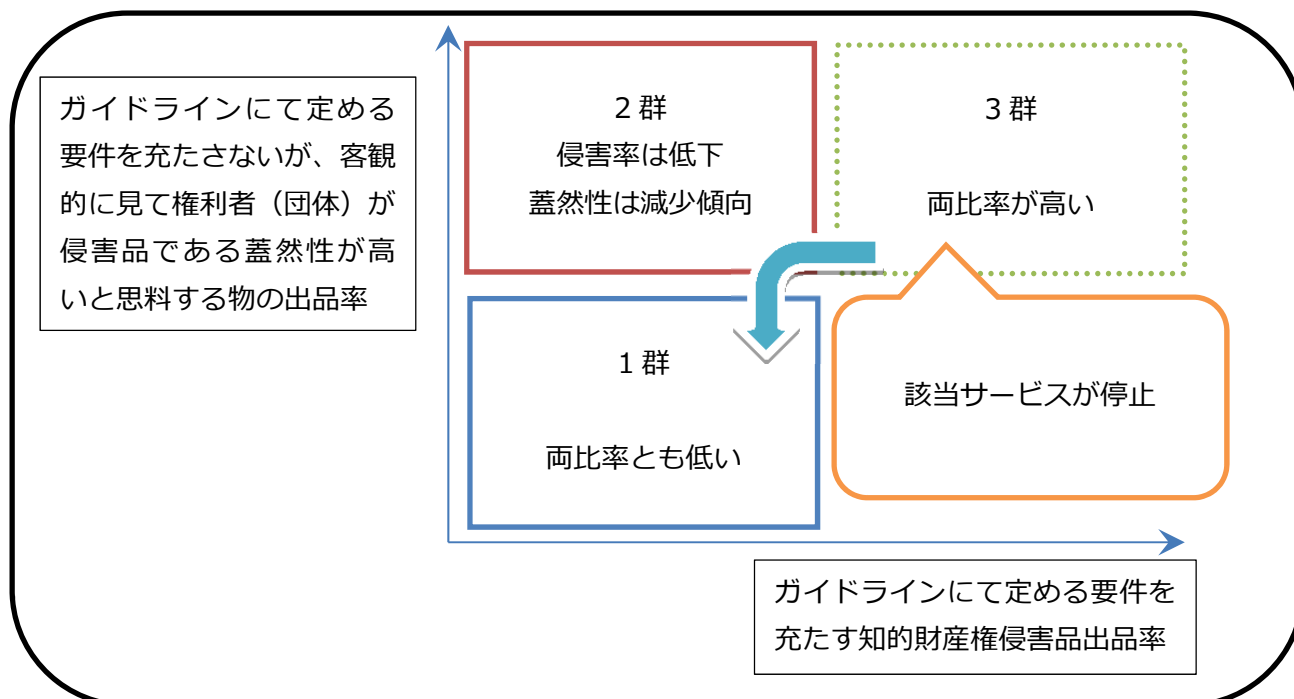 ガイドラインにて定める
要件を充たさないが、客観
的に見て権利者（団体）が
侵害品である蓋然性が高
いと思料する物の出品率
２群
侵害率は低下
蓋然性は減少傾向
３群
両比率が高い
１群
両比率とも低い
該当サービスが停止
ガイドラインにて定める要件を
充たす知的財産権侵害品出品率